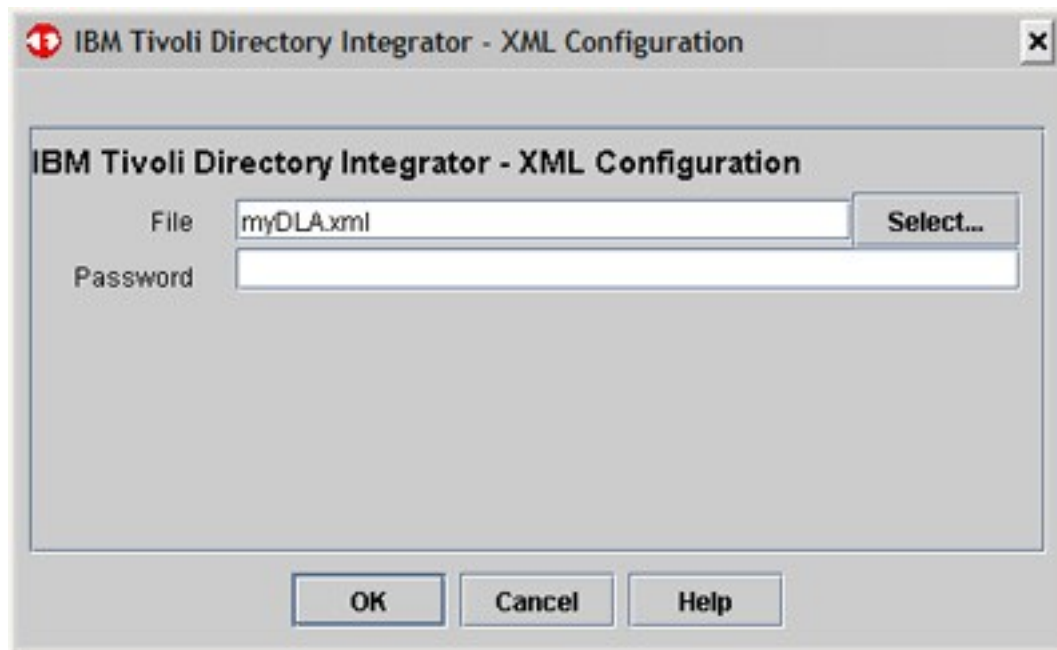 IBM Tivoli Directory Integrator - XML Configuration
IBM Tivoli Directory Integrator - XML Configuration
File myDLA.xml Select...
Password
OK Cancel Help